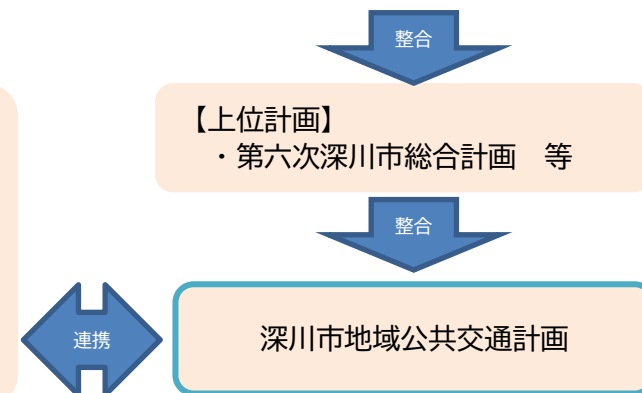 整合
【上位計画】
・第六次深川市総合計画　等
整合
連携
深川市地域公共交通計画